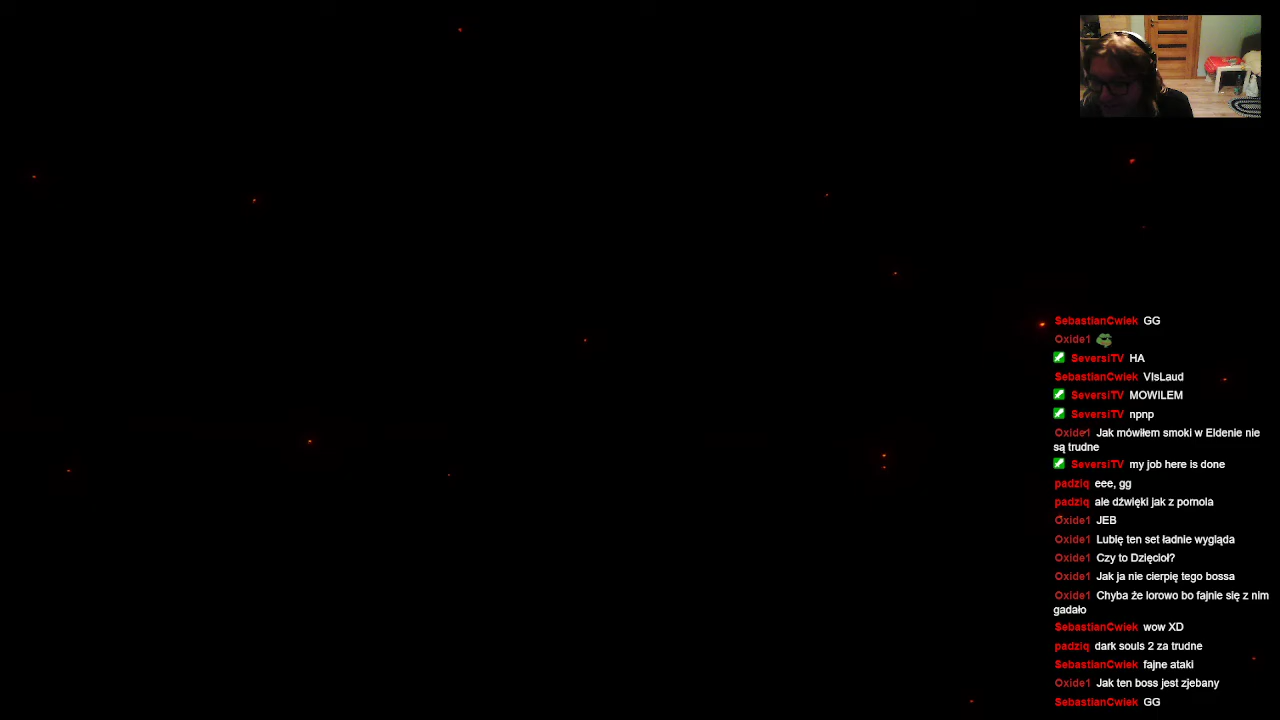 SebastianCwiek GG
Oxide1
SeversiTV HA
SebastianCwiek VIsLaud
SeversiTV MOWILEM
SeversiTV npnp
Oxide1 Jak mówiłem smoki w Eldenie nie
są trudne
SeversiTV my job here is done
padziq eee, gg
padziq ale dźwięki jak z pornola
Oxide1 JEB
Oxide1 Lubię ten set ładnie wygląda
Oxide1 Czy to Dzięcioł?
Oxide1 Jak ja nie cierpię tego bossa
Oxide1 Chyba że lorowo bo fajnie się z nim
gadało
SebastianCwiek wow XD
padziq dark souls 2 za trudne
SebastianCwiek fajne ataki
Oxide1 Jak ten boss jest zjebany
SebastianCwiek GG